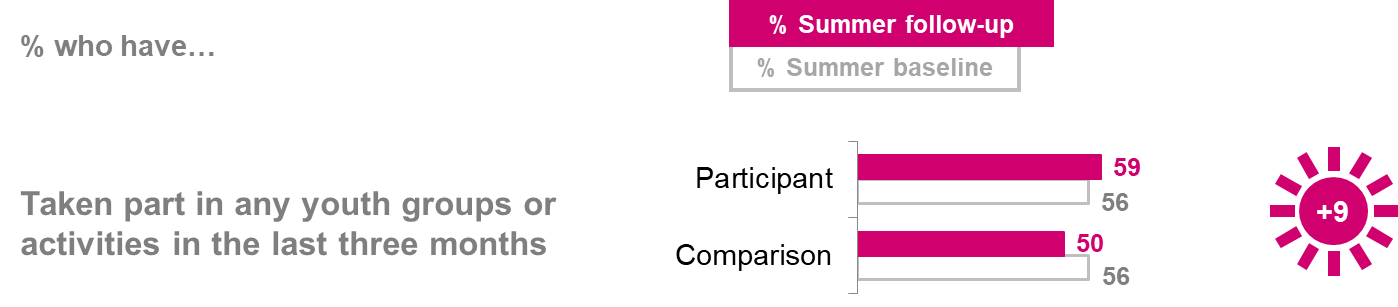 % Summer follow-up
% who have…
% Summer baseline
Participant
59
56
Taken part in any youth groups or
activities in the last three months
+9
Comparison
50
56